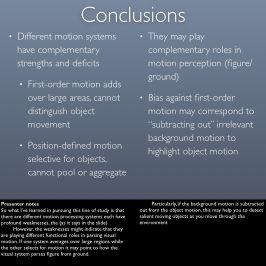 Conclusions
• Different motion systems
have complementary
strengths and deficits
• First-order motion adds
over large areas, cannot
distinguish object
movement
• Position-defined motion
selective for objects,
cannot pool or aggregate
• They may play
complementary roles in
motion perception (figure/
ground)
• Bias against first-order
motion may correspond to
“subtracting out” irrelevant
background motion to
highlight object motion
Presenter notes
So what I've learned in pursuing this line of study is that
there are different motion processing systems each have
profound weaknesses, the (as it says in the slide)
However, the weaknesses might indicate that they
are playing different functional roles in parsing visual
motion. If one system averages over large regions while
the other selects for motion it may point to how the
visual system parses figure from ground.
Particularly, if the background motion is subtracted
out from the object motion, this may help you to detect
salient moving objects as you move through the
environment